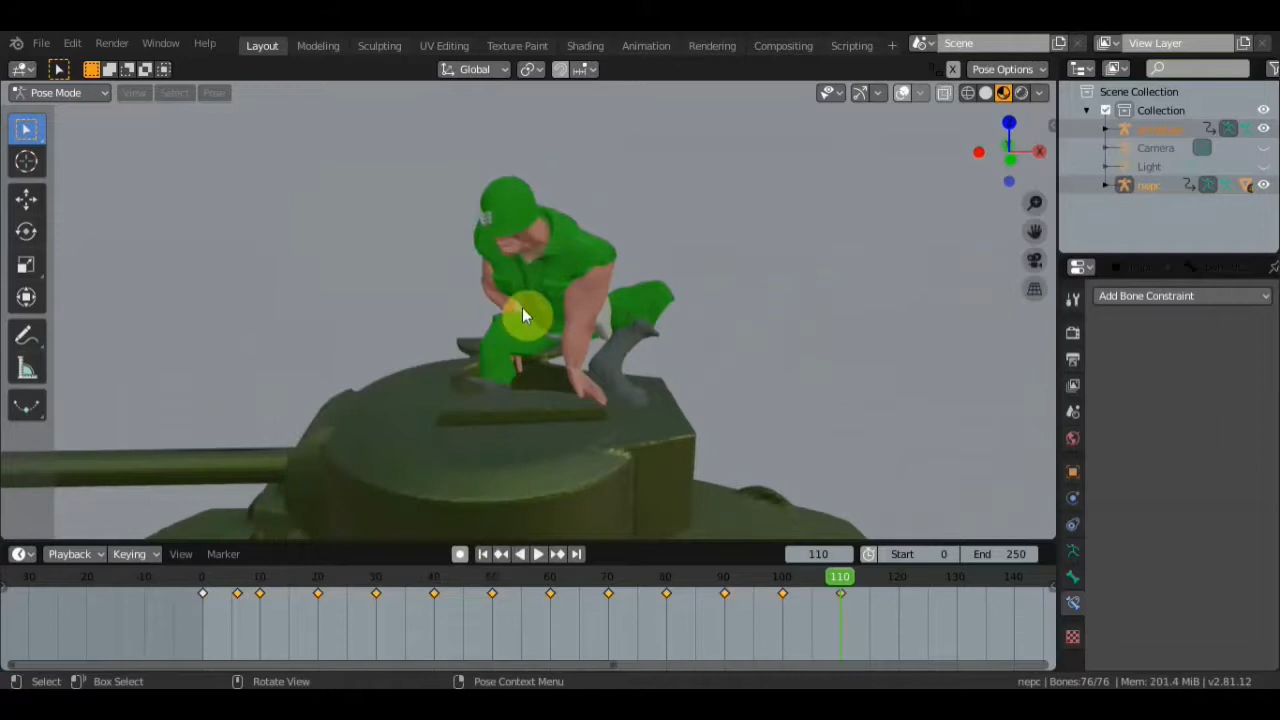 File Edit Render Window Help Layout Modeling Sculpting UV Editing Texture Paint Shading Animation Rendering Compositing Scripting + Scene View Layer
Global X Pose Options
Pose Mode View Select Pose
Scene Collection
Collection
Camera
Light
nepc
X
Add Bone Constraint
Playback Keying View Marker 110 Start 0 End 250
20 -10 0 10 20 30 40 50 60 70 80 90 100 110 120 130 140
Select Box Select Rotate View Pose Context Menu nepc | Bones:76/76 | Mem: 201.4 MiB | v2.81.12